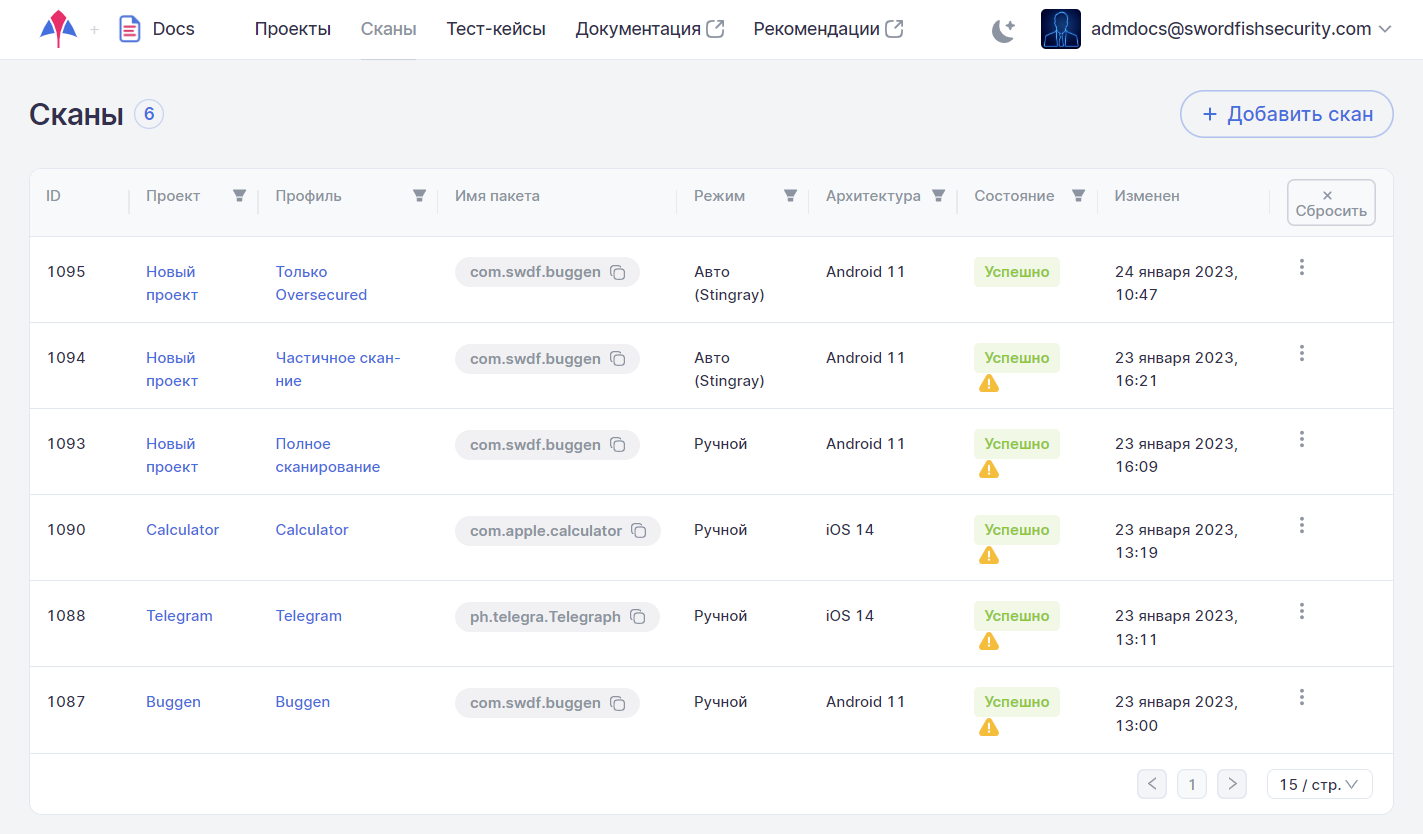 Docs Проекты Сканы Тест-кейсы Документация Рекомендации admdocs@swordfishsecurity.com
Сканы 6 + Добавить скан
ID Проект Профиль Имя пакета Режим Архитектура Состояние Изменен × Сбросить
1095 Новый проект Только Oversecured com.swdf.buggen Авто (Stingray) Android 11 Успешно 24 января 2023, 10:47
1094 Новый проект Частичное скан-ние com.swdf.buggen Авто (Stingray) Android 11 Успешно 23 января 2023, 16:21
1093 Новый проект Полное сканирование com.swdf.buggen Ручной Android 11 Успешно 23 января 2023, 16:09
1090 Calculator Calculator com.apple.calculator Ручной iOS 14 Успешно 23 января 2023, 13:19
1088 Telegram Telegram ph.telegra.Telegraph Ручной iOS 14 Успешно 23 января 2023, 13:11
1087 Buggen Buggen com.swdf.buggen Ручной Android 11 Успешно 23 января 2023, 13:00
< 1 > 15 / стр.